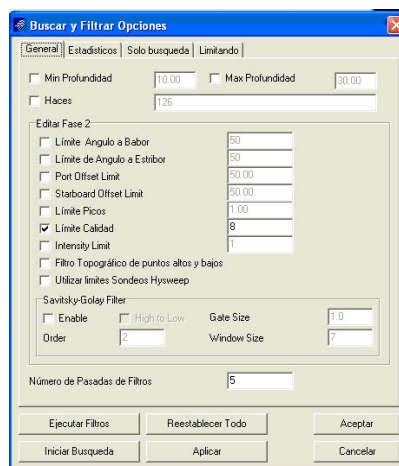 Buscar y Filtrar Opciones
General Estadisticos Solo busqueda Limitando
Min Profundidad 10.00 Max Profundidad 30.00
Haces 126
Editar Fase 2
Límite Angulo a Babor 50
Límite de Angulo a Estribor 50
Port Offset Limit 50.00
Starboard Offset Limit 50.00
Límite Picos 1.00
Límite Calidad 8
Intensity Limit 1
Filtro Topográfico de puntos altos y bajos
Utilizar limites Sondeos Hysweep
Savitsky-Golay Filter
Enable High to Low Gate Size 1.0
Order 2 Window Size 7
Número de Pasadas de Filtros 5
Ejecutar Filtros Reestablecer Todo Aceptar
Iniciar Busqueda Aplicar Cancelar